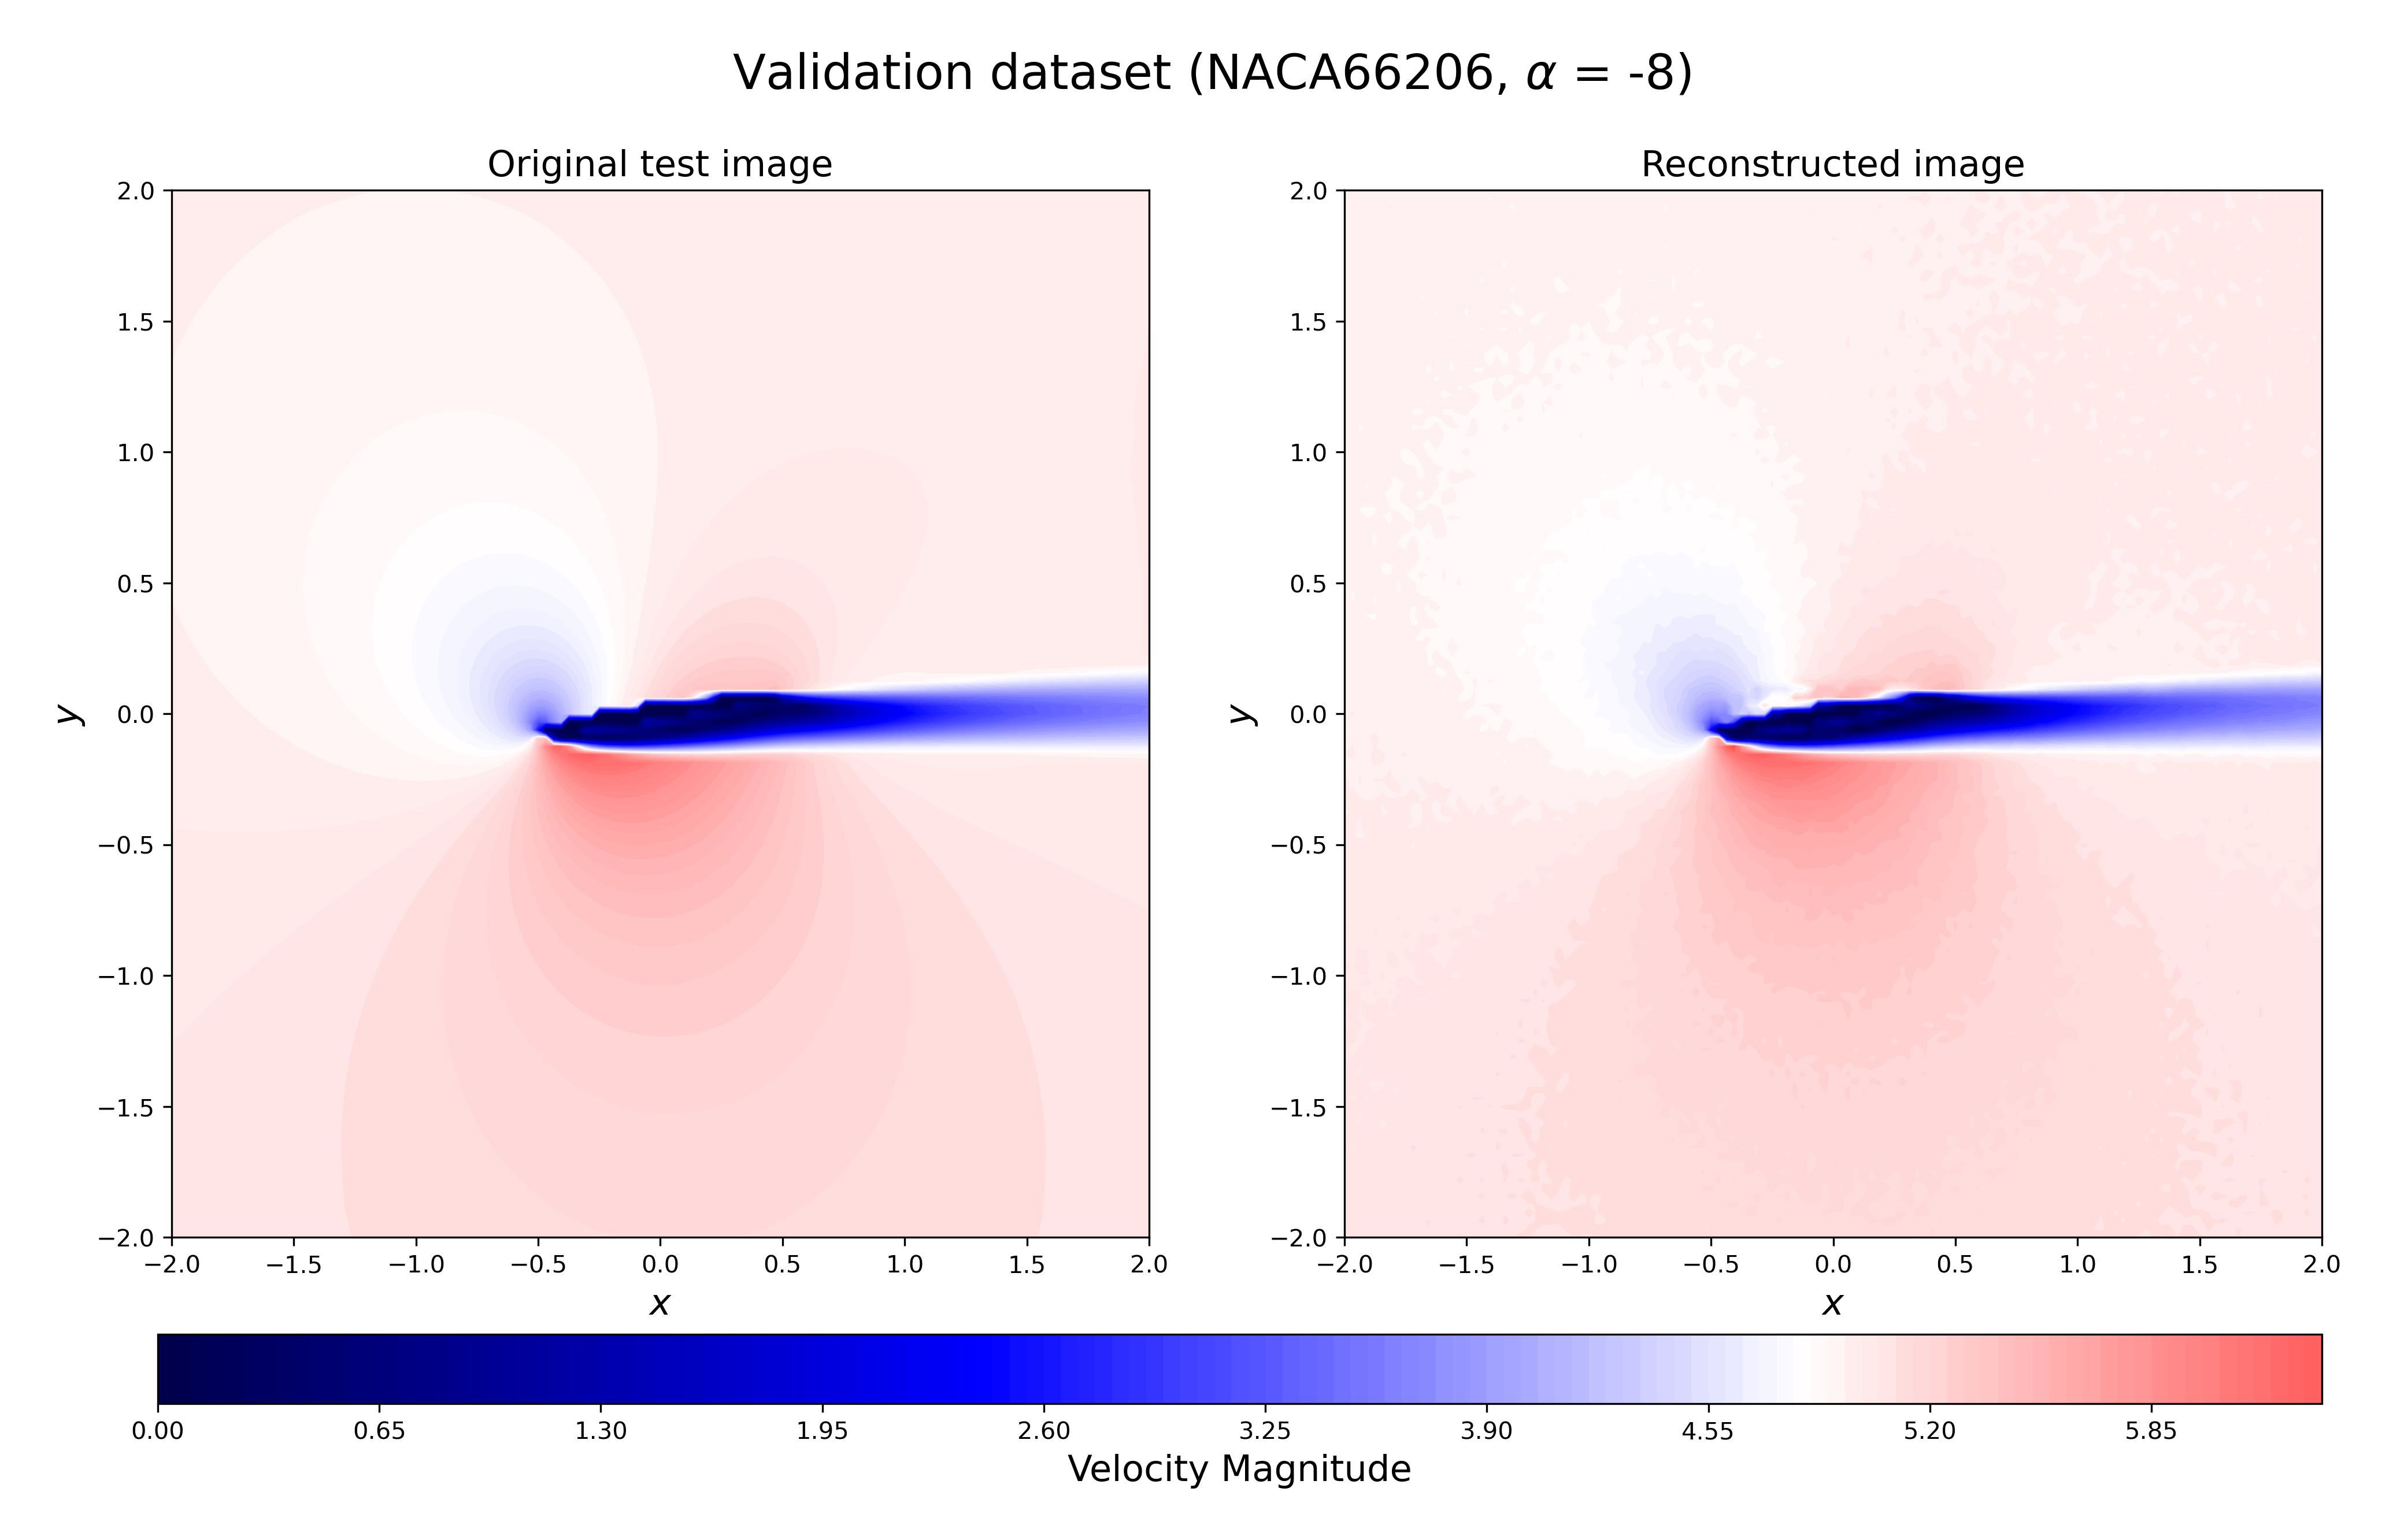 Validation dataset (NACA66206, α = -8)
Original test image
Reconstructed image
2.0
1.5
1.0
0.5
0.0
−0.5
−1.0
−1.5
−2.0
y
−2.0 −1.5 −1.0 −0.5 0.0 0.5 1.0 1.5 2.0
x
2.0
1.5
1.0
0.5
0.0
−0.5
−1.0
−1.5
−2.0
y
−2.0 −1.5 −1.0 −0.5 0.0 0.5 1.0 1.5 2.0
x
0.00 0.65 1.30 1.95 2.60 3.25 3.90 4.55 5.20 5.85
Velocity Magnitude